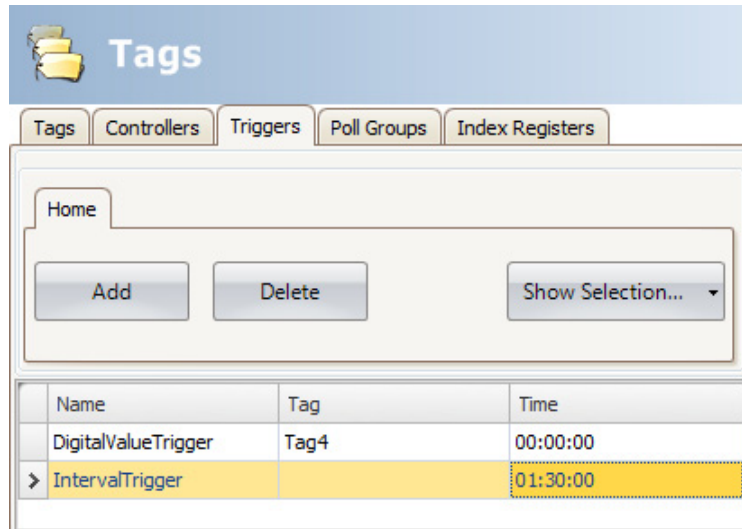 Tags
Tags Controllers Triggers Poll Groups Index Registers
Home
Add Delete Show Selection...
Name Tag Time
DigitalValueTrigger Tag4 00:00:00
IntervalTrigger 01:30:00